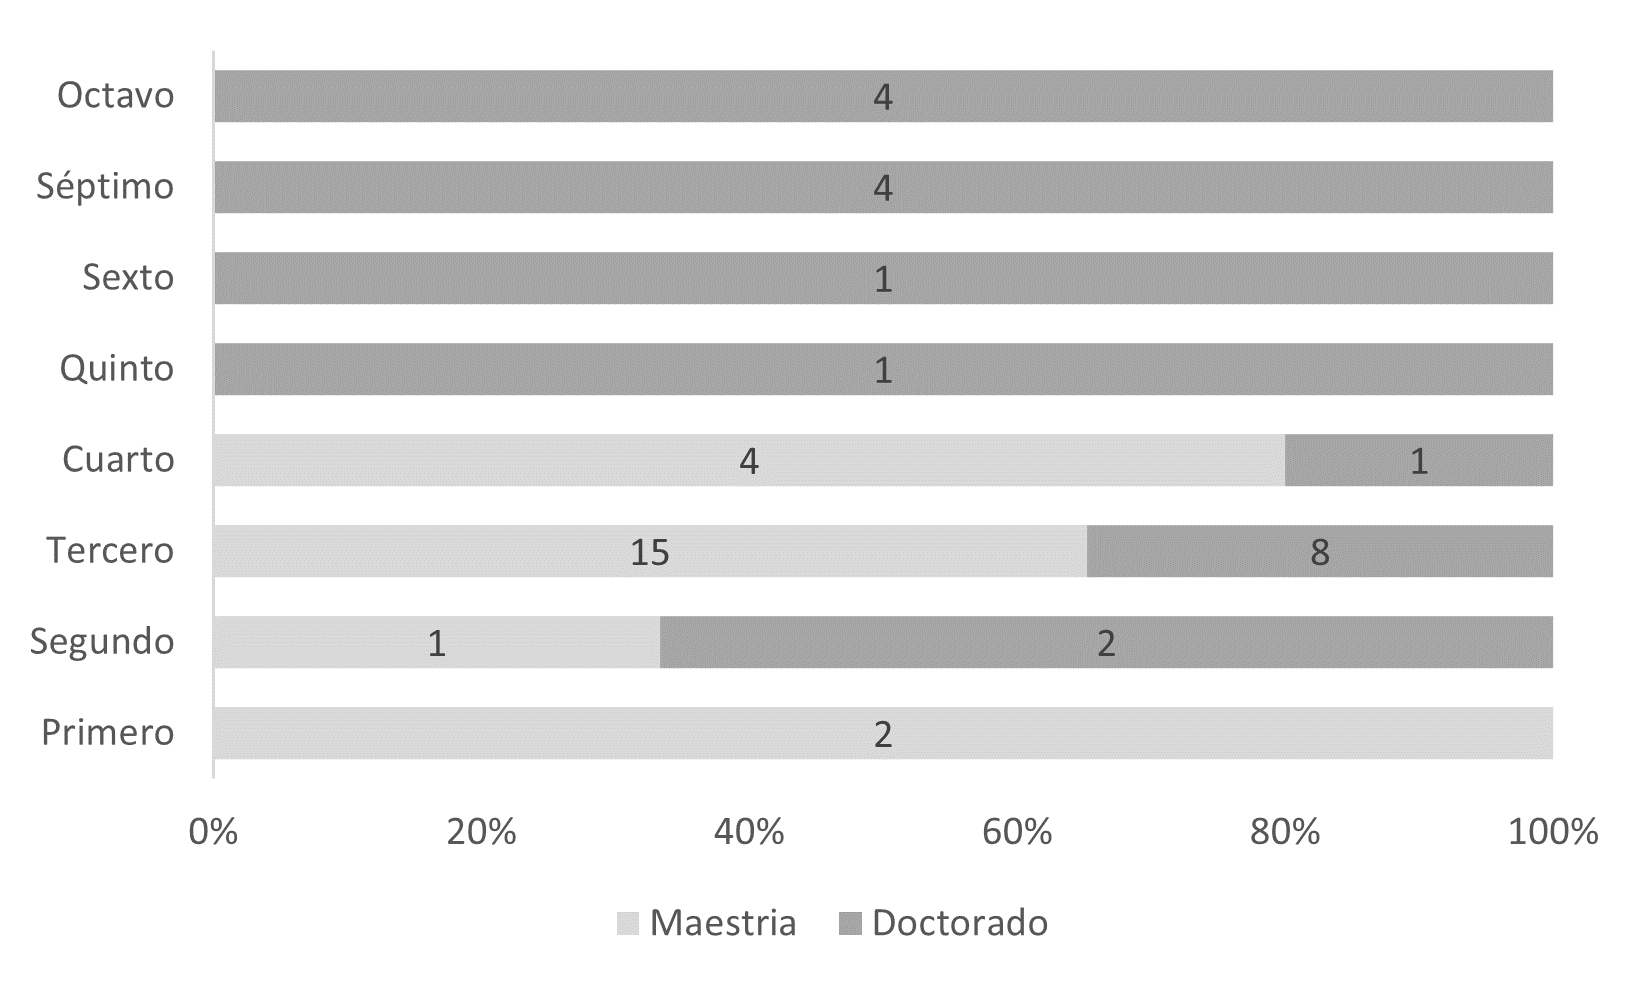 Octavo 4
Séptimo 4
Sexto 1
Quinto 1
Cuarto 4 1
Tercero 15 8
Segundo 1 2
Primero 2
0% 20% 40% 60% 80% 100%
Maestria Doctorado